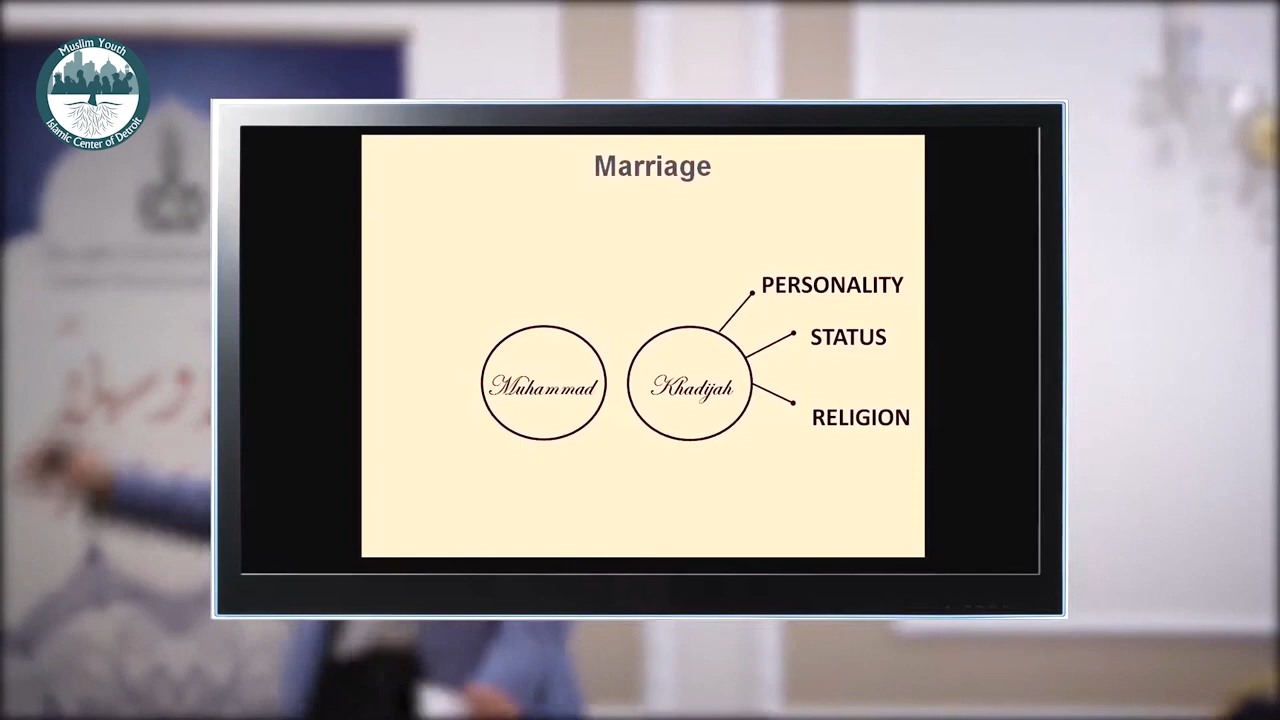 Muslim Youth
Islamic Center of Detroit
Marriage
PERSONALITY
STATUS
RELIGION
Muhammad
Khadijah